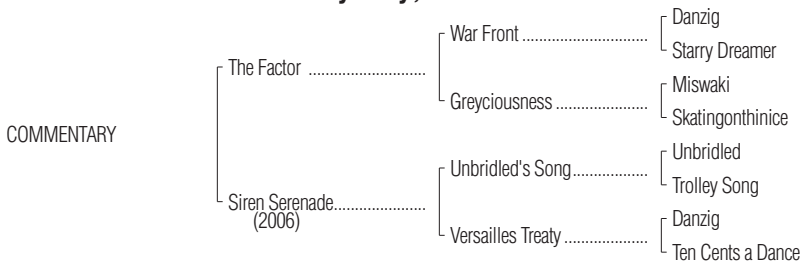 Danzig
War Front ........................................
Starry Dreamer
The Factor ............................
Miswaki
Greyciousness ......................
Skatingonthinice
COMMENTARY
Unbridled
Unbridled's Song..................
Trolley Song
Siren Serenade......................
(2006)
Danzig
Versailles Treaty ....................
Ten Cents a Dance